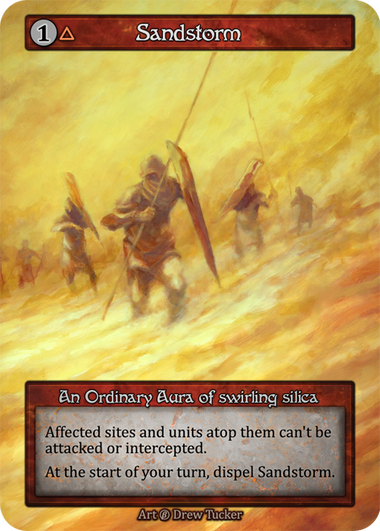 1 Sandstorm
An Ordinary Aura of swirling silica
Affected sites and units atop them can't be
attacked or intercepted.
At the start of your turn, dispel Sandstorm.
Art @ Drew Tucker